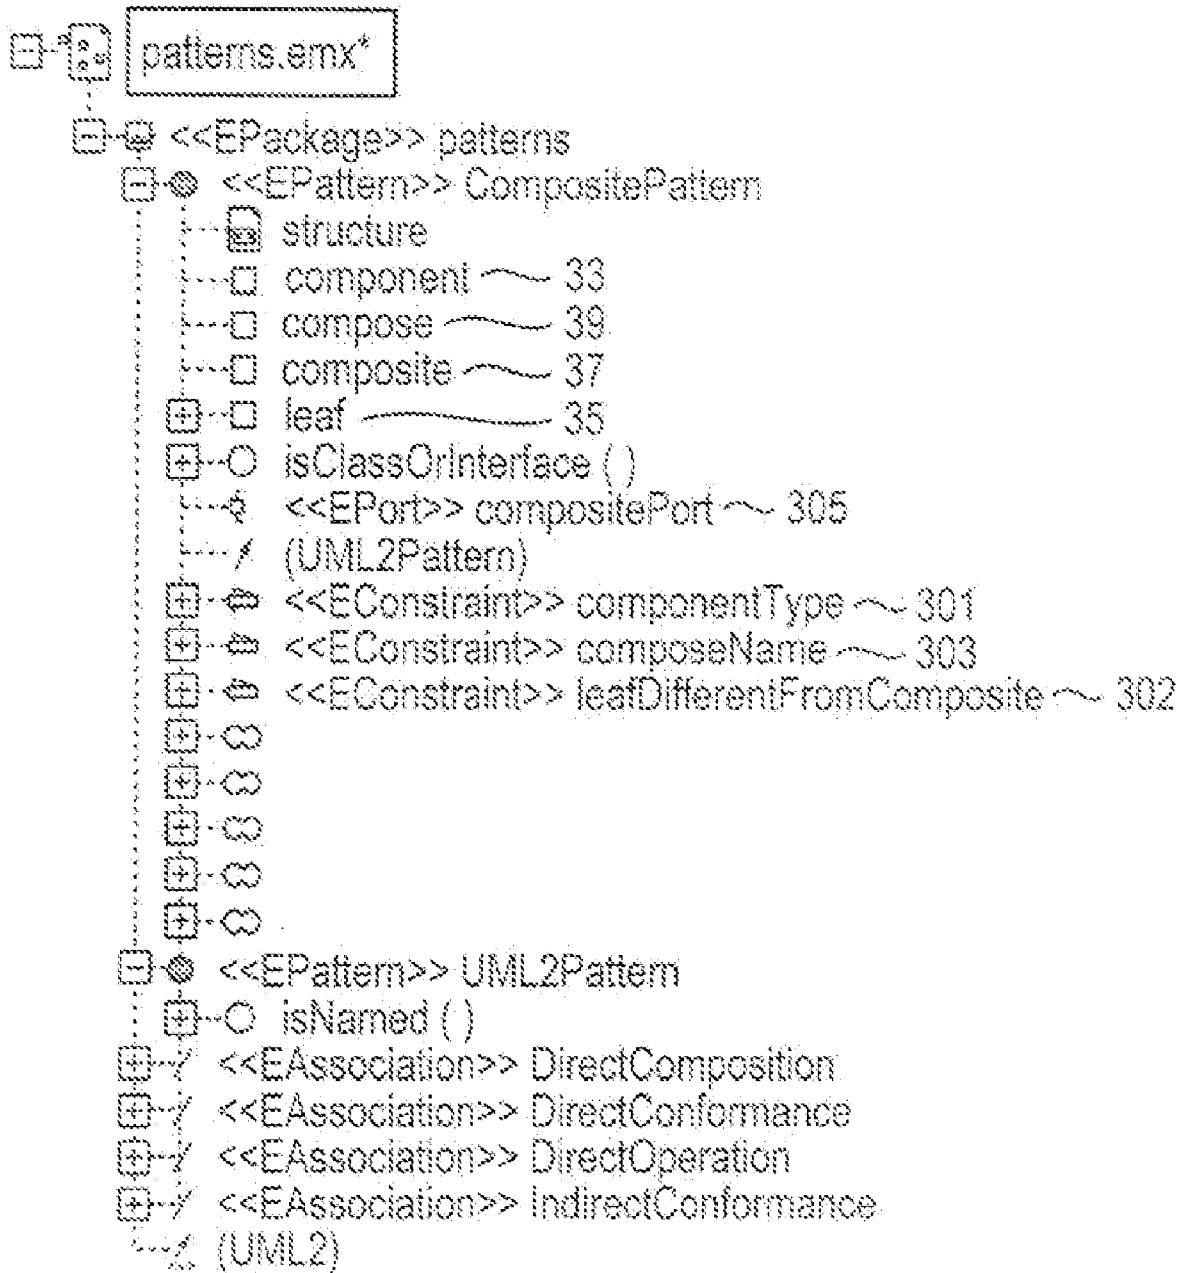 patterns.emx*
<<EPackage>> patterns
<<EPattern>> CompositePattern
structure
component 33
compose 39
composite 37
leaf 35
isClassOrInterface ( )
<<EPort>> compositePort 305
(UML2Pattern)
<<EConstraint>> componentType 301
<<EConstraint>> composeName 303
<<EConstraint>> leafDifferentFromComposite 302
<<EPattern>> UML2Pattern
isNamed ( )
<<EAssociation>> DirectComposition
<<EAssociation>> DirectConformance
<<EAssociation>> DirectOperation
<<EAssociation>> IndirectConformance
(UML2)